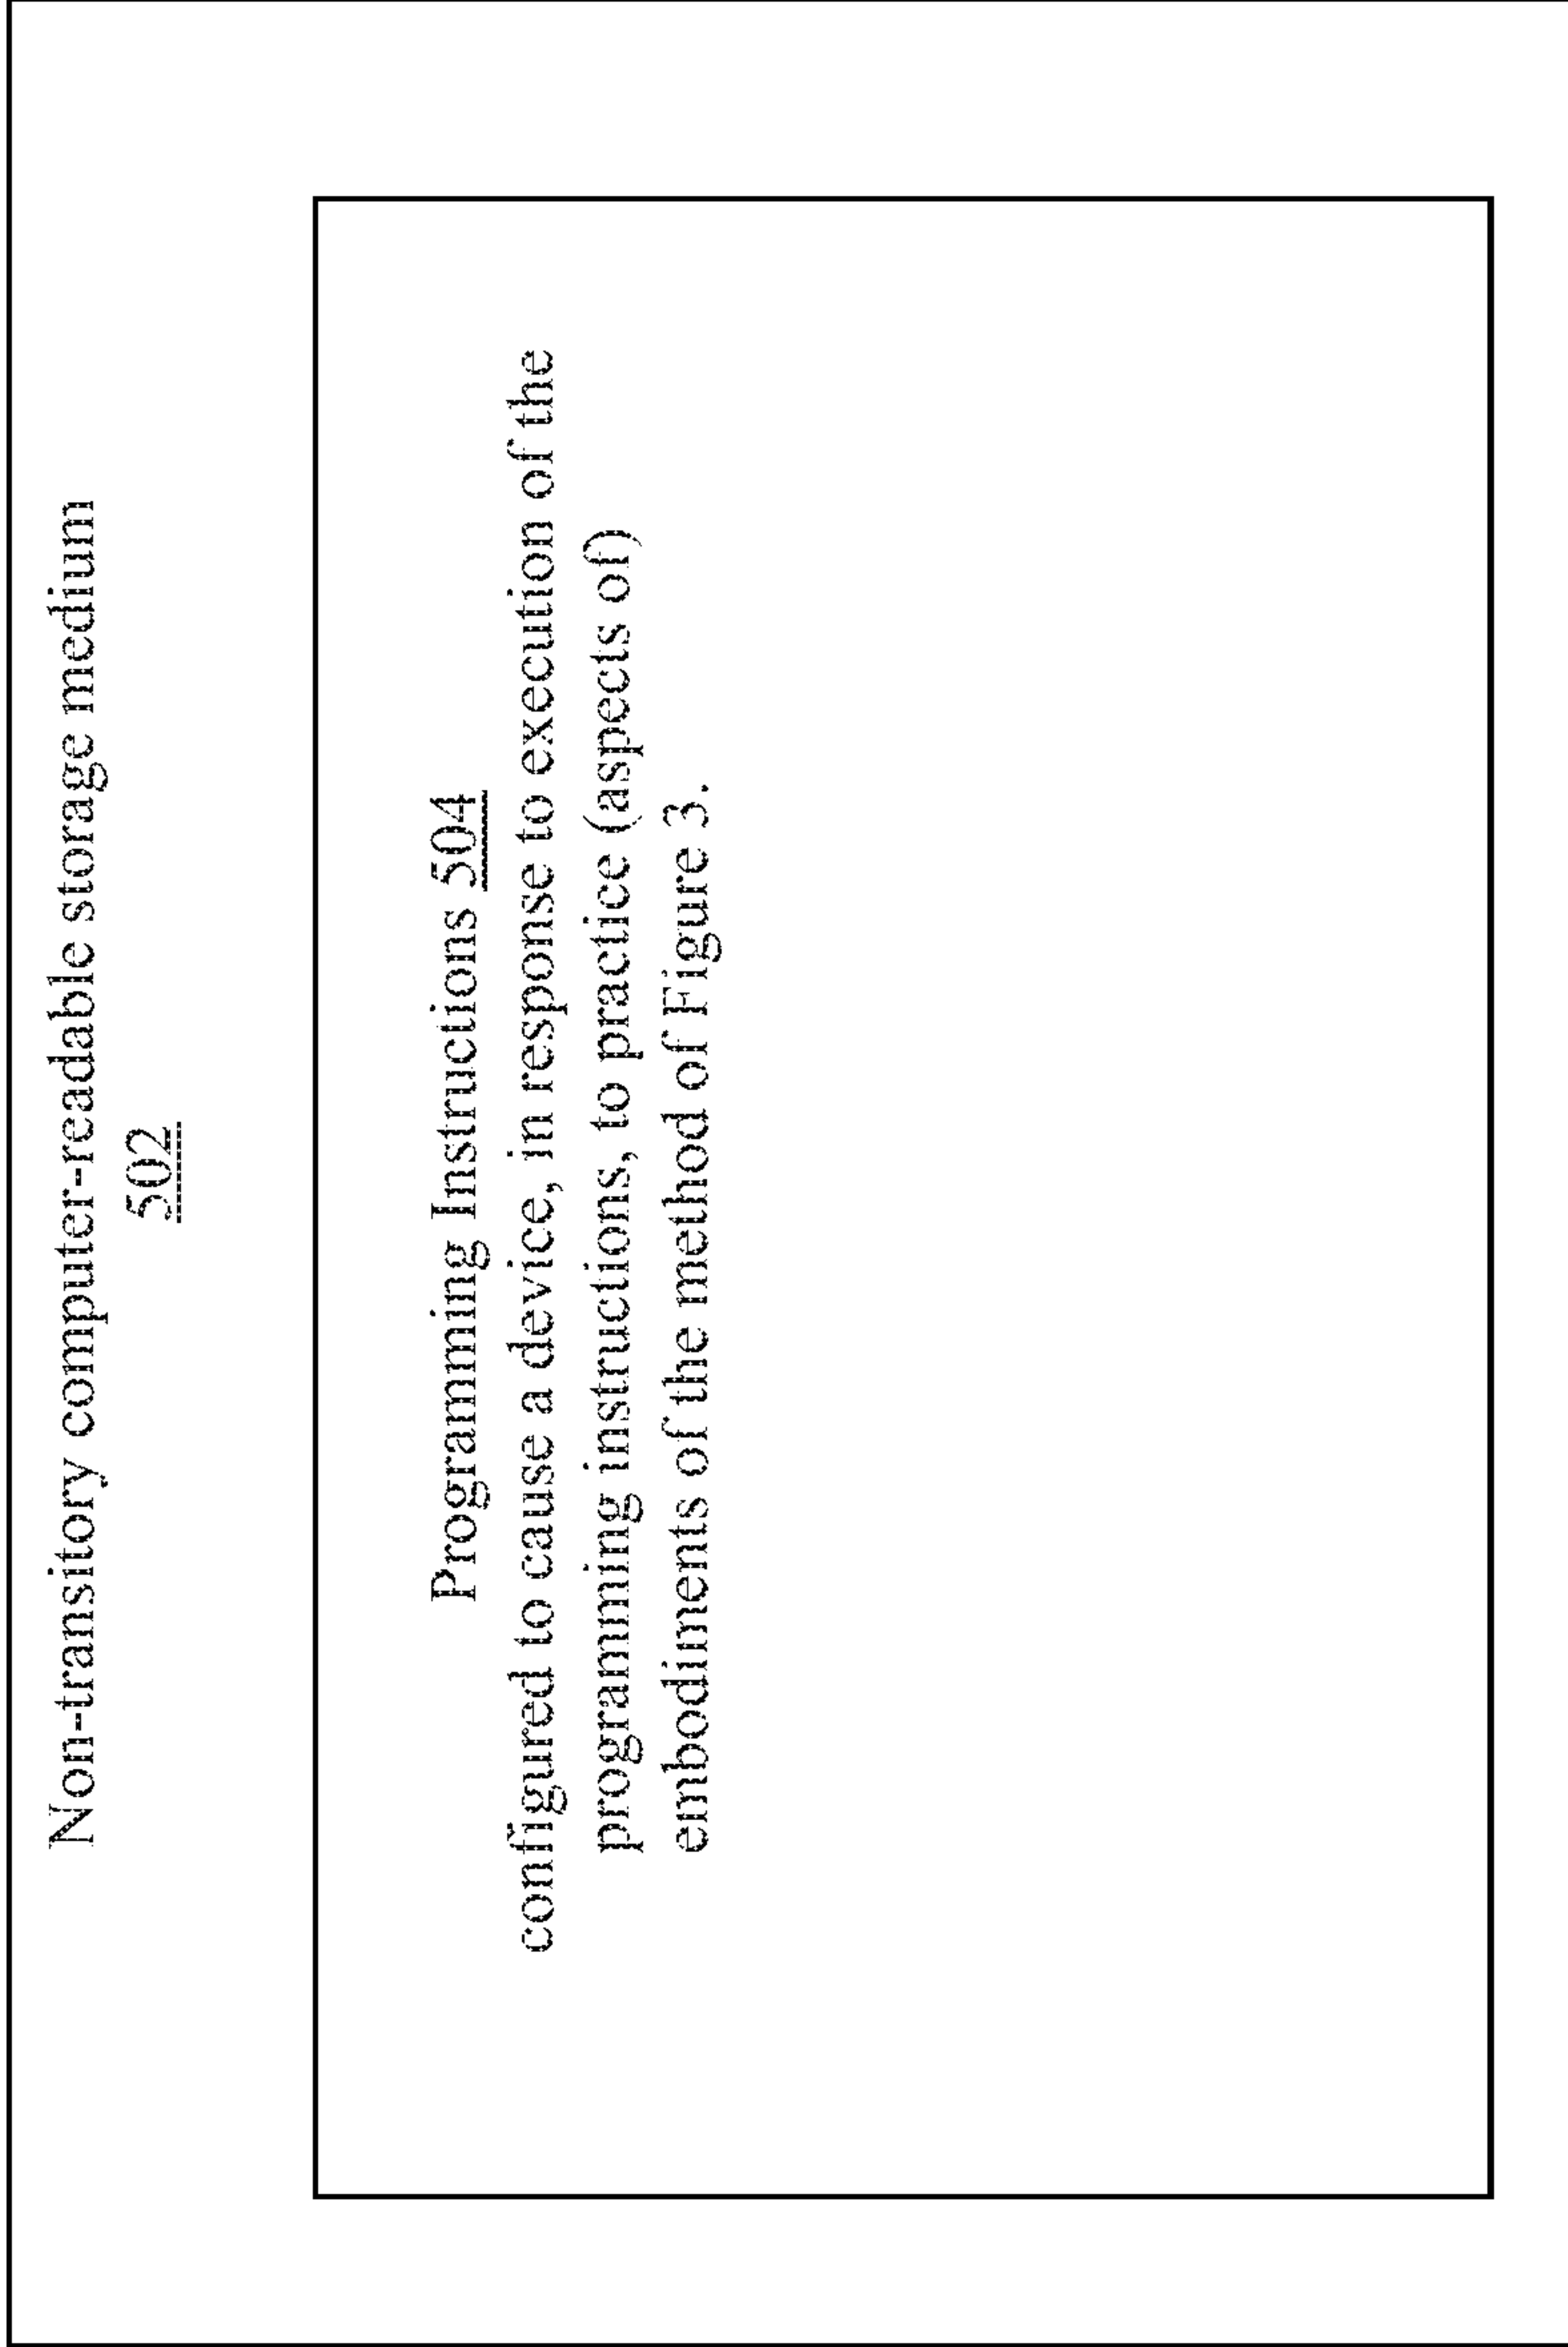 Non-transitory computer-readable storage medium
502
Programming Instructions 504
configured to cause a device, in response to execution of the
programming instructions, to practice (aspects of)
embodiments of the method of Figure 3.